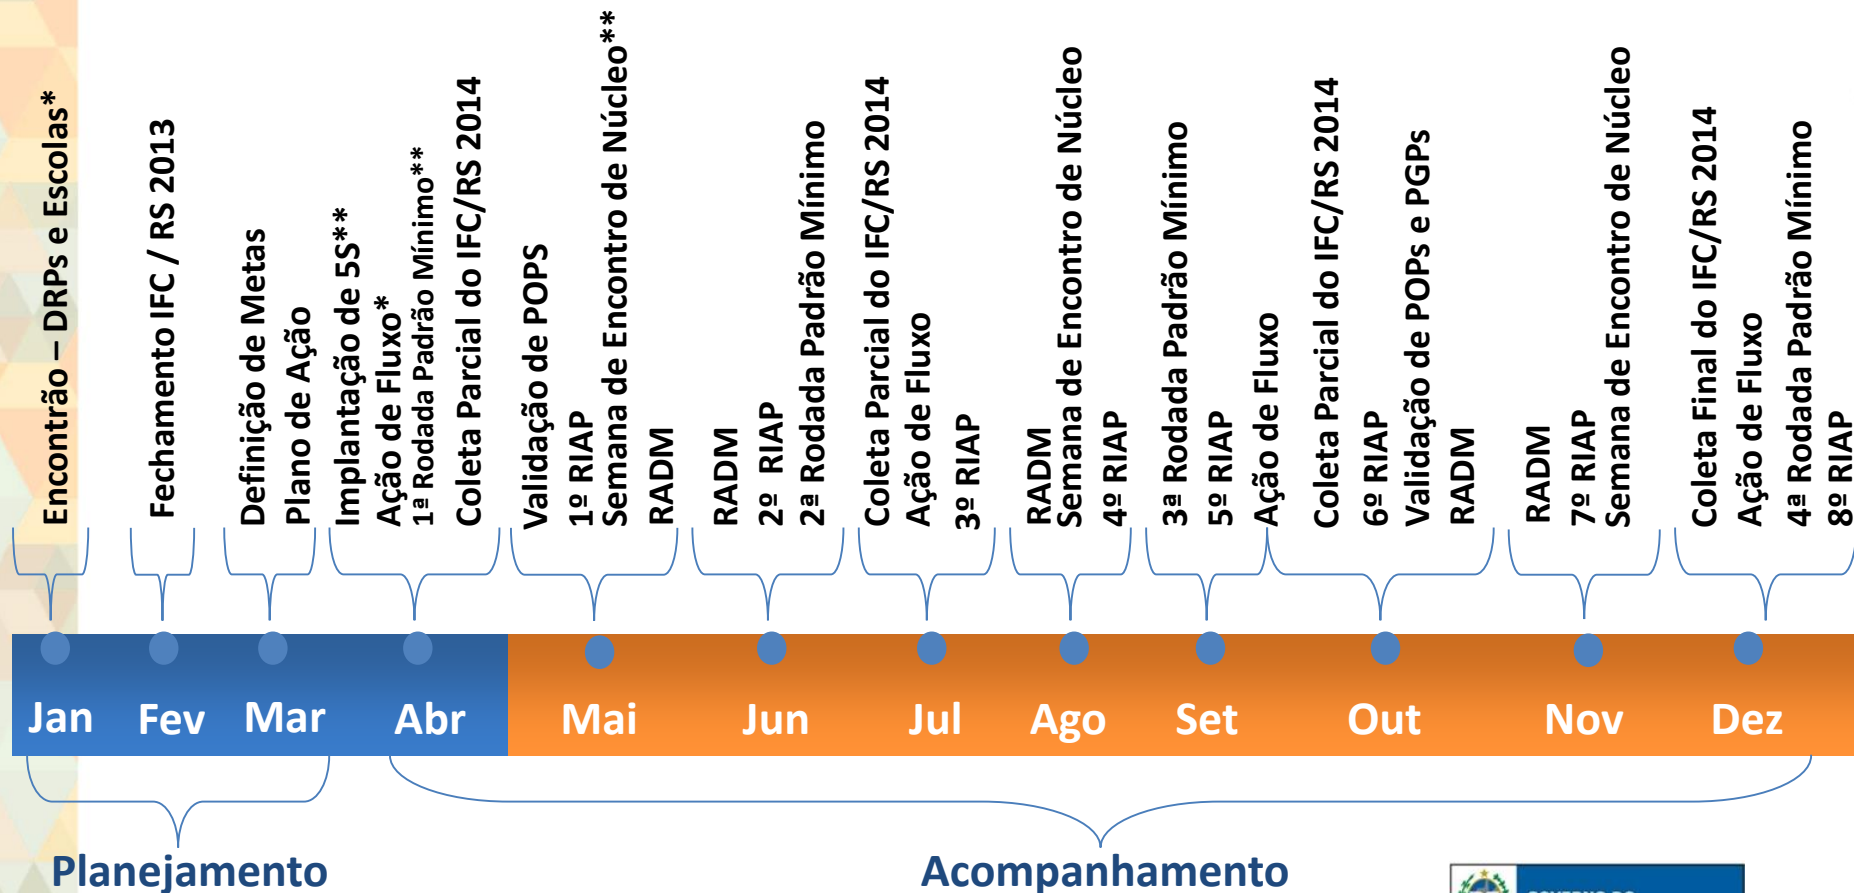 Encontrão – DRPs e Escolas*
Fechamento IFC / RS 2013
Definição de Metas
Plano de Ação
Implantação de 5S**
Ação de Fluxo*
1ª Rodada Padrão Mínimo**
Coleta Parcial do IFC/RS 2014
Validação de POPS
1º RIAP
Semana de Encontro de Núcleo**
RADM
RADM
2º RIAP
2ª Rodada Padrão Mínimo
Coleta Parcial do IFC/RS 2014
Ação de Fluxo
3º RIAP
RADM
Semana de Encontro de Núcleo
4º RIAP
3ª Rodada Padrão Mínimo
5º RIAP
Ação de Fluxo
Coleta Parcial do IFC/RS 2014
6º RIAP
Validação de POPs e PGPs
RADM
RADM
7º RIAP
Semana de Encontro de Núcleo
Coleta Final do IFC/RS 2014
Ação de Fluxo
4ª Rodada Padrão Mínimo
8º RIAP
Jan Fev Mar Abr Mai Jun Jul Ago Set Out Nov Dez
Planejamento
Acompanhamento